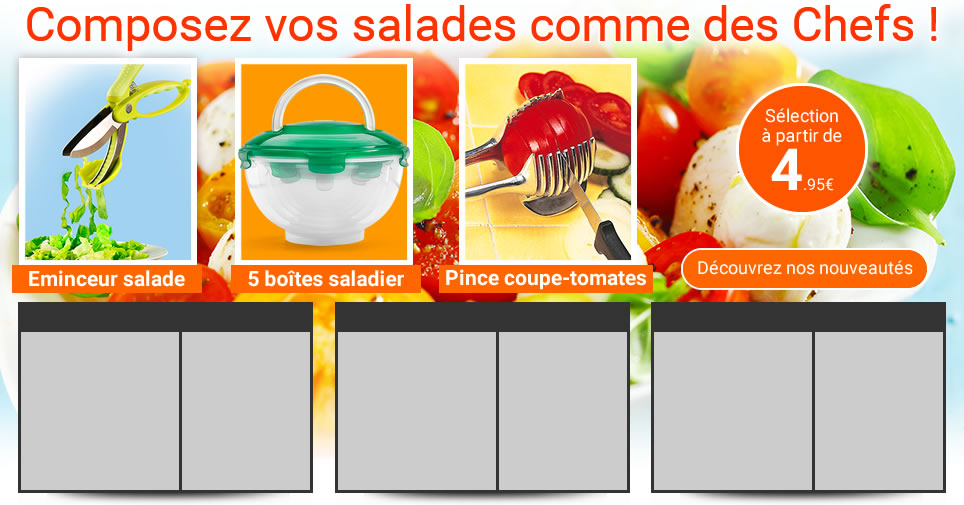 Composez vos salades comme des Chefs !
Sélection
à partir de
4.95€
Eminceur salade
5 boîtes saladier
Pince coupe-tomates
Découvrez nos nouveautés